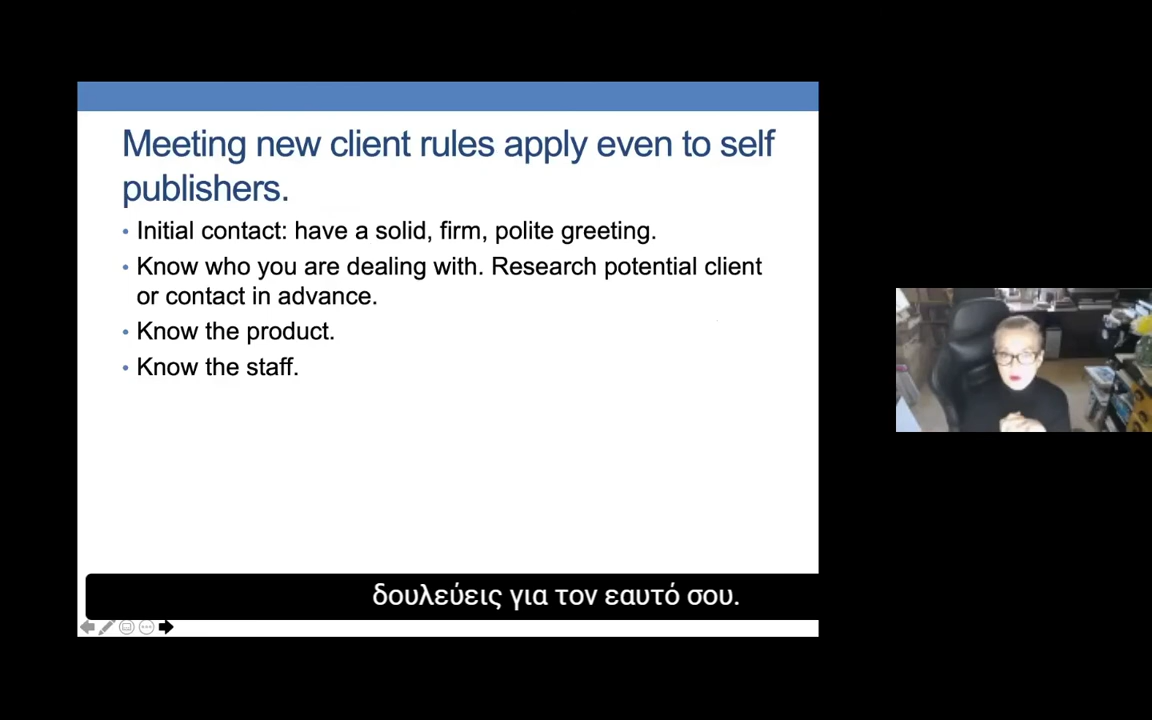 Meeting new client rules apply even to self
publishers.
• Initial contact: have a solid, firm, polite greeting.
• Know who you are dealing with. Research potential client
or contact in advance.
• Know the product.
• Know the staff.
δουλεύεις για τον εαυτό σου.